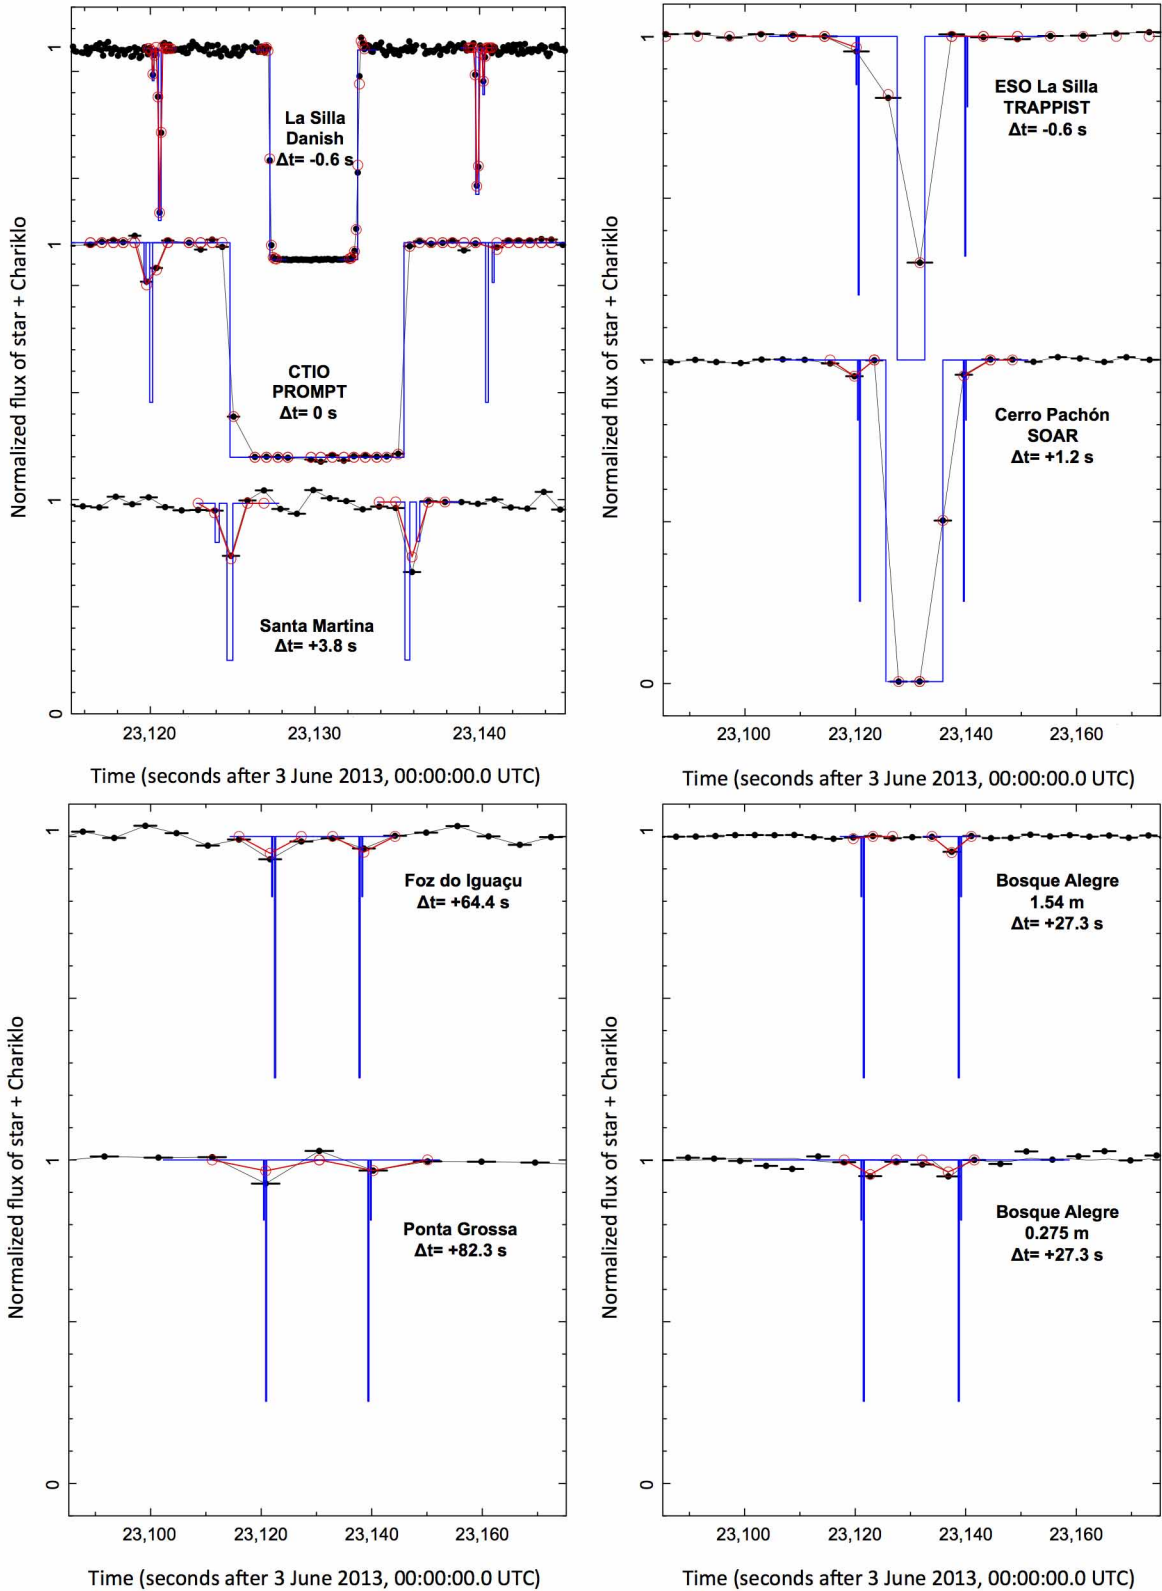 Normalized flux of star + Chariklo
1
La Silla
Danish
Δt= -0.6 s
1
CTIO
PROMPT
Δt= 0 s
1
Santa Martina
Δt= +3.8 s
0
23,120 23,130 23,140
Time (seconds after 3 June 2013, 00:00:00.0 UTC)
Normalized flux of star + Chariklo
1
ESO La Silla
TRAPPIST
Δt= -0.6 s
1
Cerro Pachón
SOAR
Δt= +1.2 s
0
23,100 23,120 23,140 23,160
Time (seconds after 3 June 2013, 00:00:00.0 UTC)
Normalized flux of star + Chariklo
1
Foz do Iguaçu
Δt= +64.4 s
1
Ponta Grossa
Δt= +82.3 s
0
23,100 23,120 23,140 23,160
Time (seconds after 3 June 2013, 00:00:00.0 UTC)
Normalized flux of star + Chariklo
1
Bosque Alegre
1.54 m
Δt= +27.3 s
1
Bosque Alegre
0.275 m
Δt= +27.3 s
0
23,100 23,120 23,140 23,160
Time (seconds after 3 June 2013, 00:00:00.0 UTC)